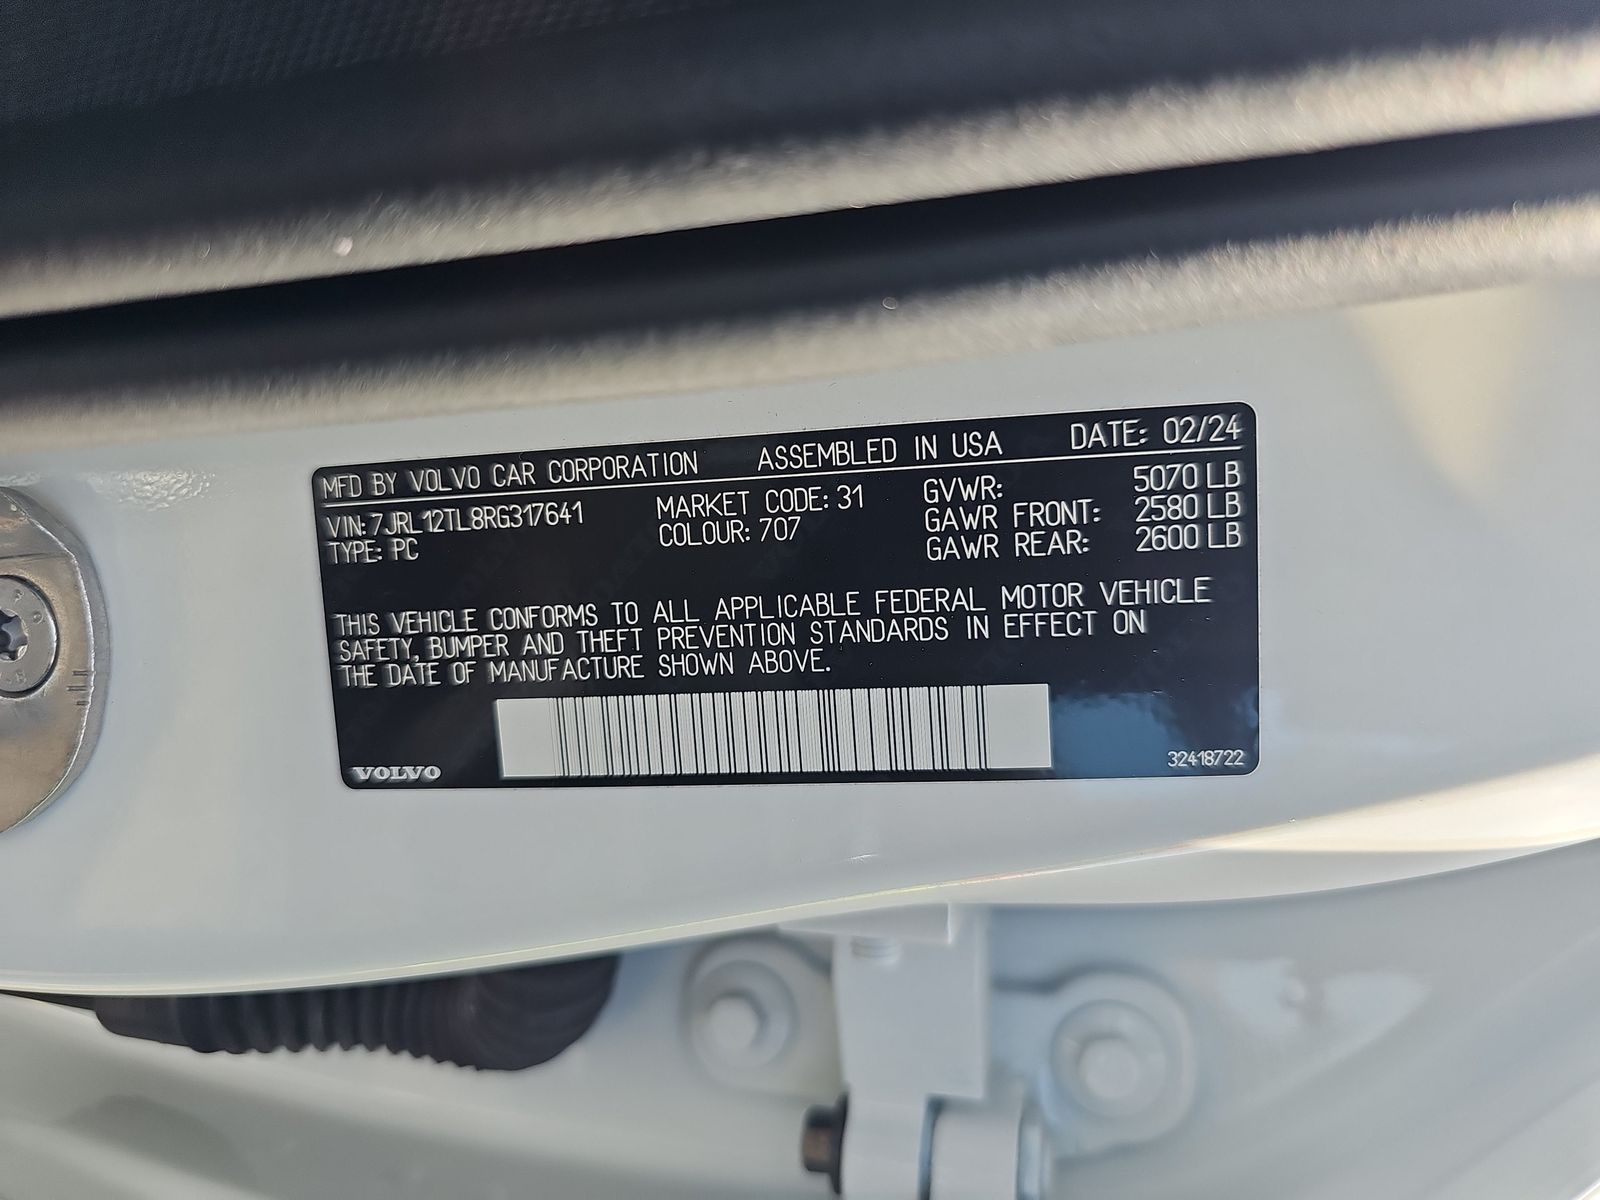 MFD BY VOLVO CAR CORPORATION ASSEMBLED IN USA DATE: 02/24
VIN: 7JRL12TL8RG317641 MARKET CODE: 31 GVWR: 5070 LB
TYPE: PC COLOUR: 707 GAWR FRONT: 2580 LB
GAWR REAR: 2600 LB
THIS VEHICLE CONFORMS TO ALL APPLICABLE FEDERAL MOTOR VEHICLE
SAFETY, BUMPER AND THEFT PREVENTION STANDARDS IN EFFECT ON
THE DATE OF MANUFACTURE SHOWN ABOVE.
VOLVO 32418722